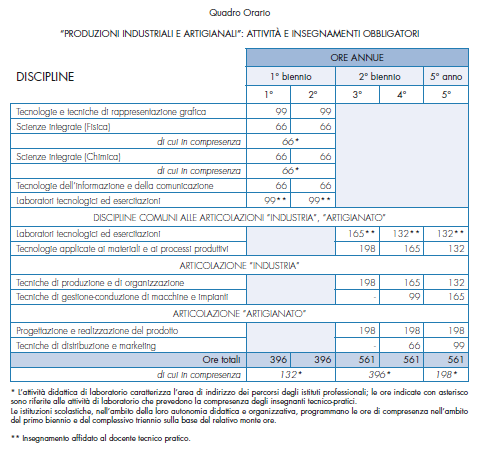 Quadro Orario
"PRODUZIONI INDUSTRIALI E ARTIGIANALI": ATTIVITÀ E INSEGNAMENTI OBBLIGATORI
DISCIPLINE
ORE ANNUE
1° biennio 2° biennio 5° anno
1° 2° 3° 4° 5°
Tecnologie e tecniche di rappresentazione grafica 99 99
Scienze integrate (Fisica) 66 66
di cui in compresenza 66*
Scienze integrate (Chimica) 66 66
di cui in compresenza 66*
Tecnologie dell'informazione e della comunicazione 66 66
Laboratori tecnologici ed esercitazioni 99** 99**
DISCIPLINE COMUNI ALLE ARTICOLAZIONI "INDUSTRIA", "ARTIGIANATO"
Laboratori tecnologici ed esercitazioni 165** 132** 132**
Tecnologie applicate ai materiali e ai processi produttivi 198 165 132
ARTICOLAZIONE "INDUSTRIA"
Tecniche di produzione e di organizzazione 198 165 132
Tecniche di gestione-conduzione di macchine e impianti - 99 165
ARTICOLAZIONE "ARTIGIANATO"
Progettazione e realizzazione del prodotto 198 198 198
Tecniche di distribuzione e marketing - 66 99
Ore totali 396 396 561 561 561
di cui in compresenza 132* 396* 198*
* L'attività didattica di laboratorio caratterizza l'area di indirizzo dei percorsi degli istituti professionali; le ore indicate con asterisco
sono riferite alle attività di laboratorio che prevedono la compresenza degli insegnanti tecnico-pratici.
Le istituzioni scolastiche, nell'ambito della loro autonomia didattica e organizzativa, programmano le ore di compresenza nell'ambito
del primo biennio e del complessivo triennio sulla base del relativo monte ore.
** Insegnamento affidato al docente tecnico pratico.